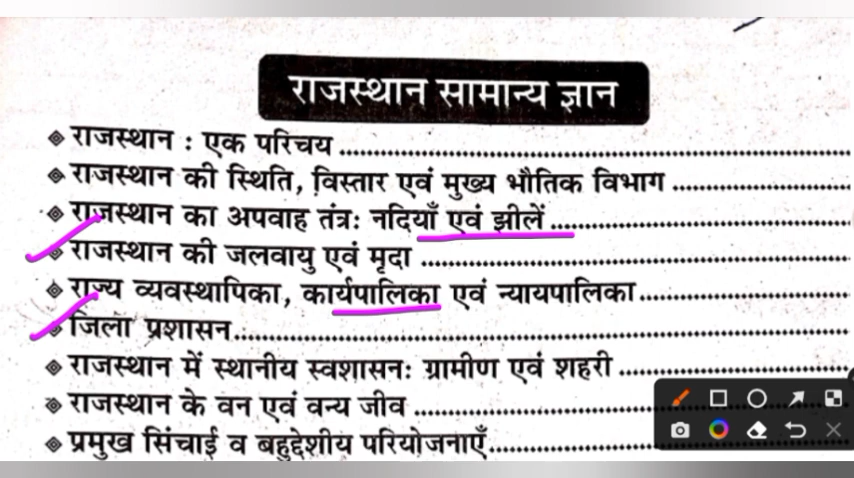 राजस्थान सामान्य ज्ञान
◈ राजस्थान : एक परिचय ........................
◈ राजस्थान की स्थिति, विस्तार एवं मुख्य भौतिक विभाग ........................
◈ राजस्थान का अपवाह तंत्र: नदियाँ एवं झीलें ........................
◈ राजस्थान की जलवायु एवं मृदा ........................
◈ राज्य व्यवस्थापिका, कार्यपालिका एवं न्यायपालिका ........................
◈ जिला प्रशासन ........................
◈ राजस्थान में स्थानीय स्वशासन: ग्रामीण एवं शहरी ........................
◈ राजस्थान के वन एवं वन्य जीव ........................
◈ प्रमुख सिंचाई व बहुद्देशीय परियोजनाएँ ........................